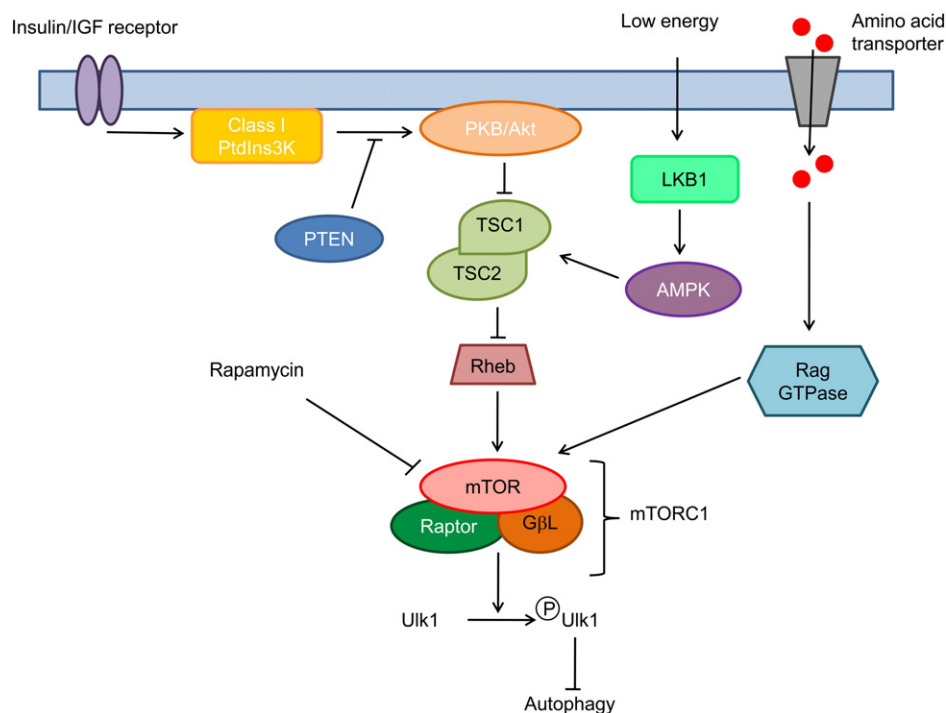 Insulin/IGF receptor
Low energy
Amino acid
transporter
Class I
PtdIns3K
PKB/Akt
LKB1
PTEN
TSC1
TSC2
AMPK
Rapamycin
Rheb
Rag
GTPase
mTOR
Raptor
GβL
mTORC1
Ulk1
P
Ulk1
Autophagy